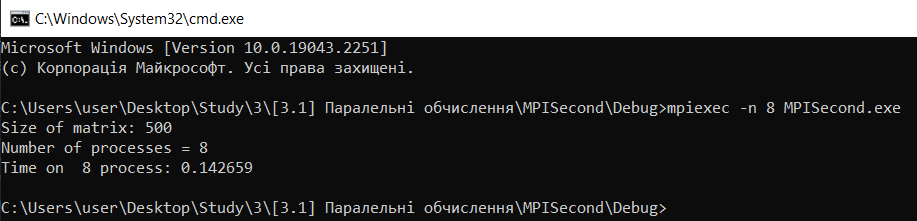 C:\Windows\System32\cmd.exe
Microsoft Windows [Version 10.0.19043.2251]
(c) Корпорація Майкрософт. Усі права захищені.
C:\Users\user\Desktop\Study\3\[3.1] Паралельні обчислення\MPISecond\Debug>mpiexec -n 8 MPISecond.exe
Size of matrix: 500
Number of processes = 8
Time on  8 process: 0.142659
C:\Users\user\Desktop\Study\3\[3.1] Паралельні обчислення\MPISecond\Debug>